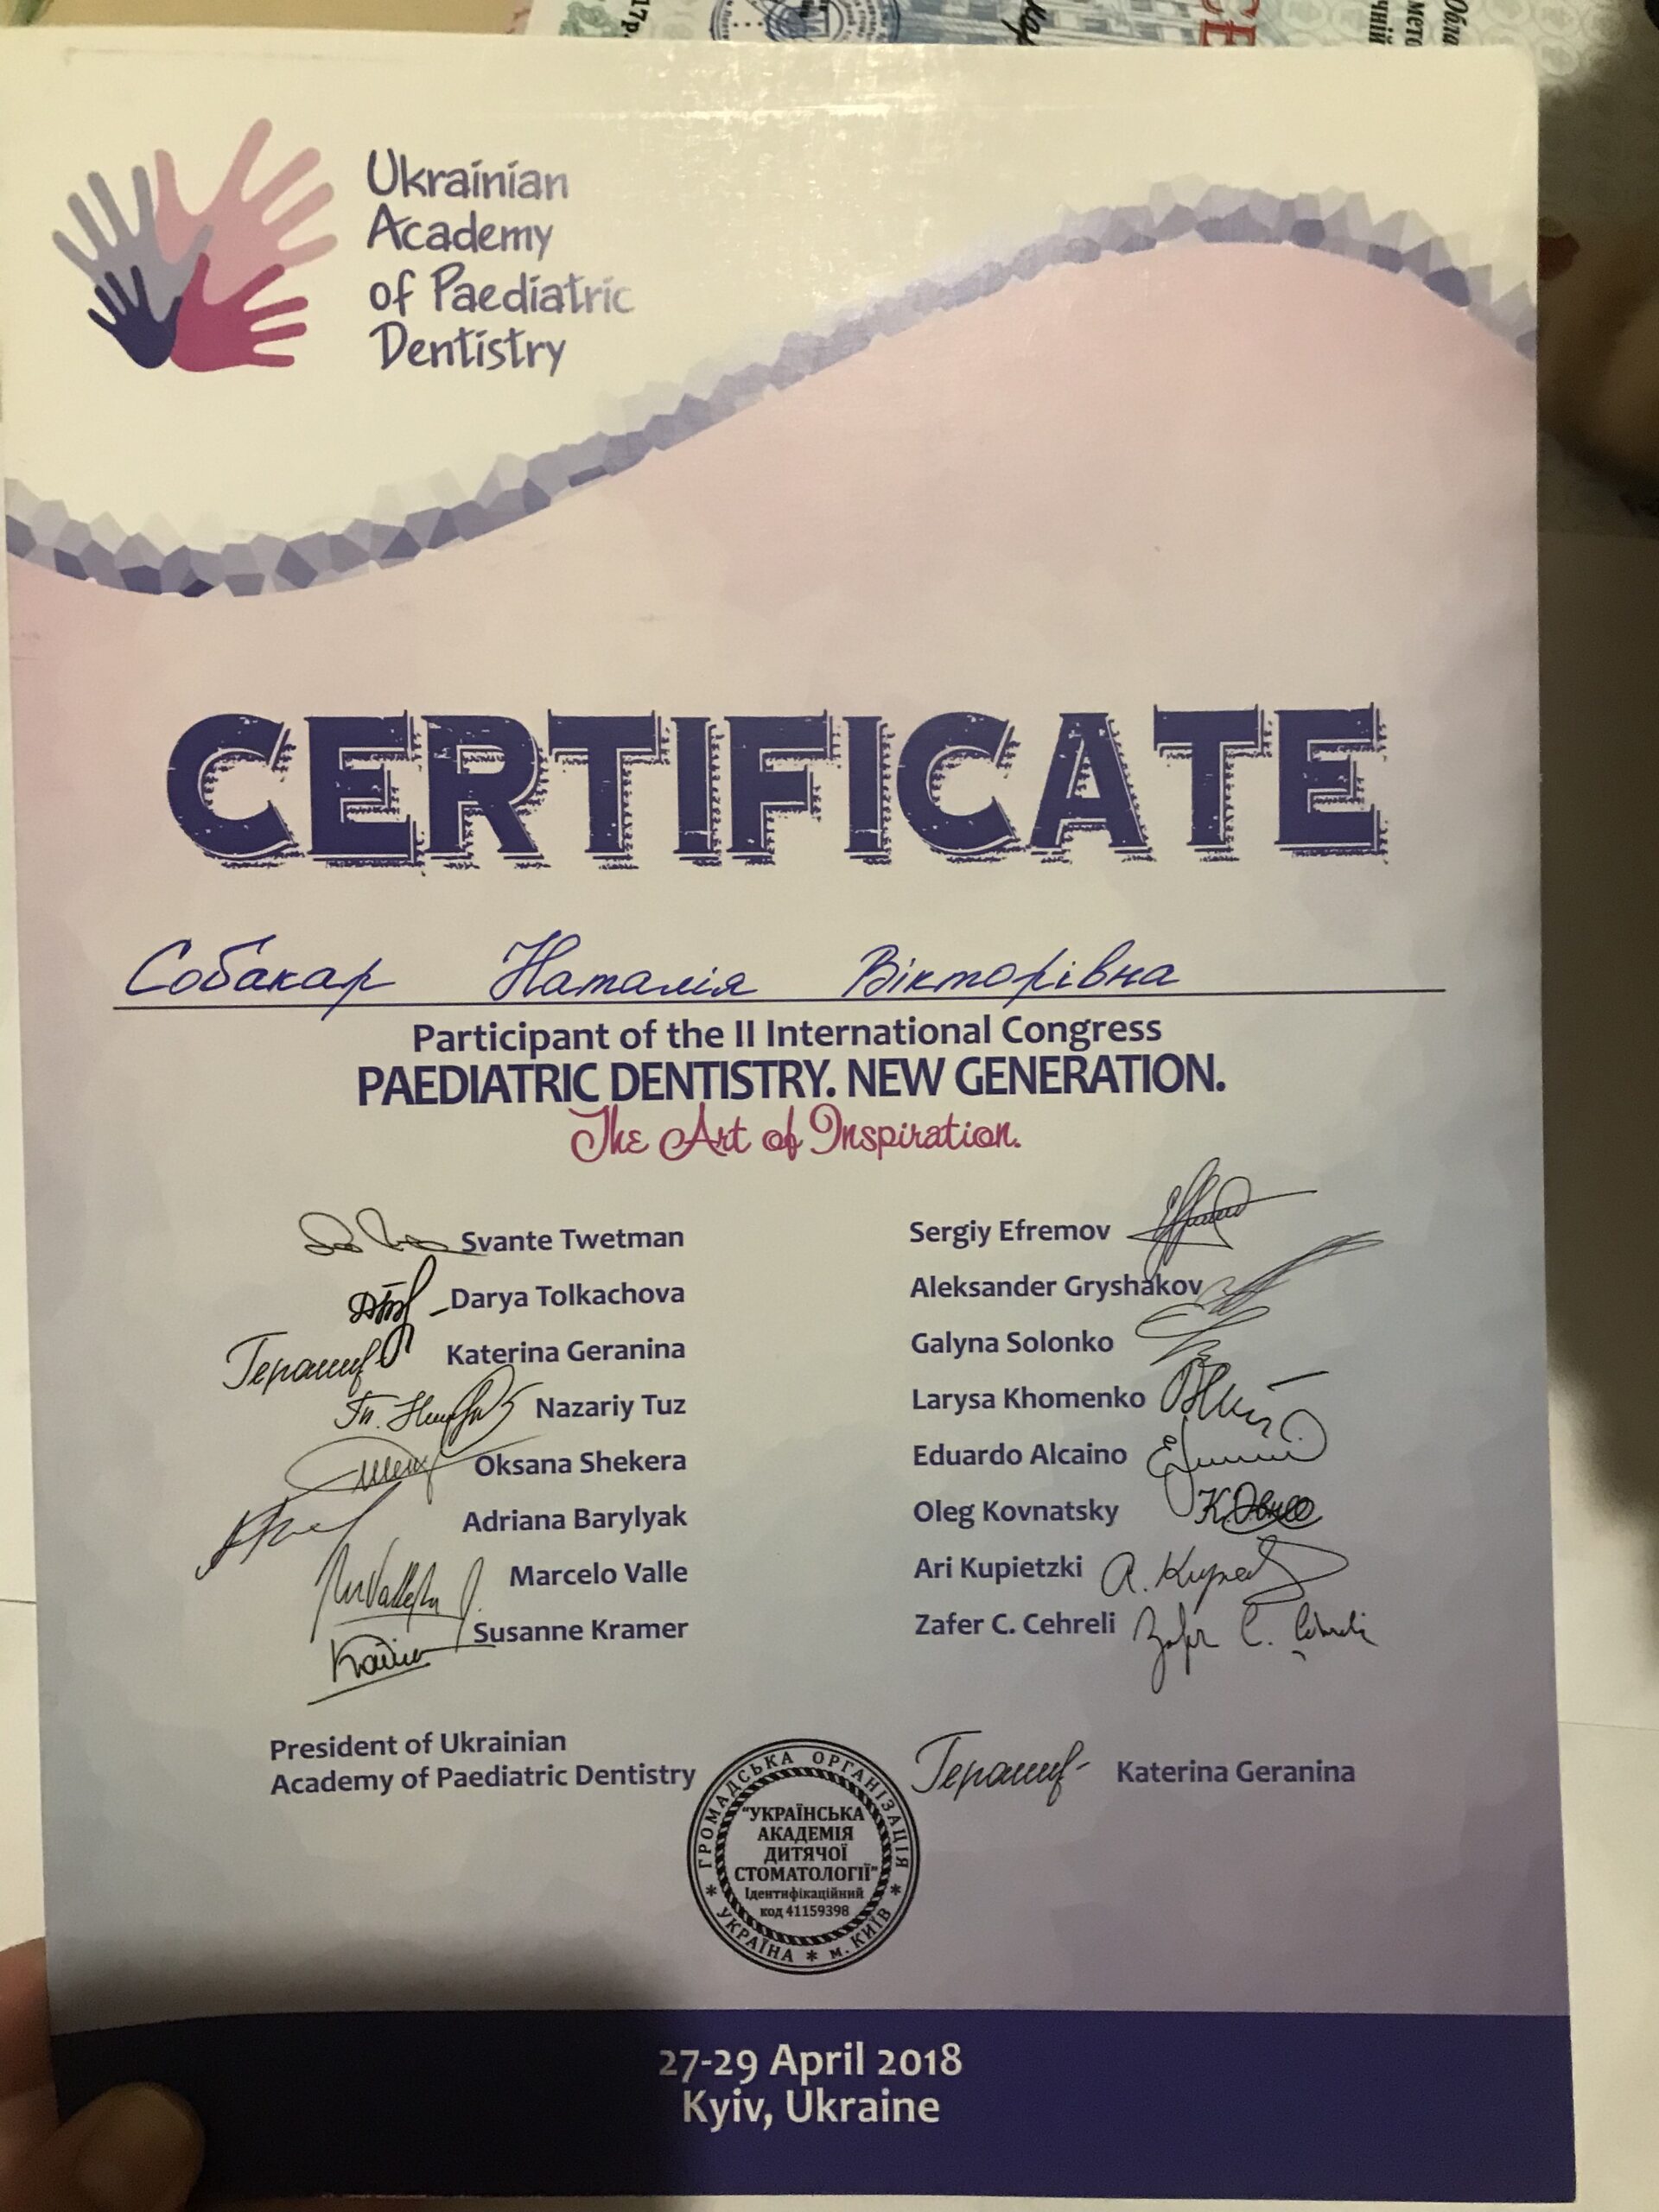 Ukrainian
Academy
of Paediatric
Dentistry
CERTIFICATE
Собакар Наталія Вікторівна
Participant of the II International Congress
PAEDIATRIC DENTISTRY. NEW GENERATION.
The Art of Inspiration.
Svante Twetman
Darya Tolkachova
Katerina Geranina
Nazariy Tuz
Oksana Shekera
Adriana Barylyak
Marcelo Valle
Susanne Kramer
Sergiy Efremov
Aleksander Gryshakov
Galyna Solonko
Larysa Khomenko
Eduardo Alcaino
Oleg Kovnatsky
Ari Kupietzki
Zafer C. Cehreli
Zafer C. Cehreli
President of Ukrainian
Academy of Paediatric Dentistry
Katerina Geranina
ГРОМАДСЬКА ОРГАНІЗАЦІЯ
"УКРАЇНСЬКА
АКАДЕМІЯ
ДИТЯЧОЇ
СТОМАТОЛОГІЇ"
Ідентифікаційний
код 41159398
* УКРАЇНА * м. КИЇВ *
27-29 April 2018
Kyiv, Ukraine